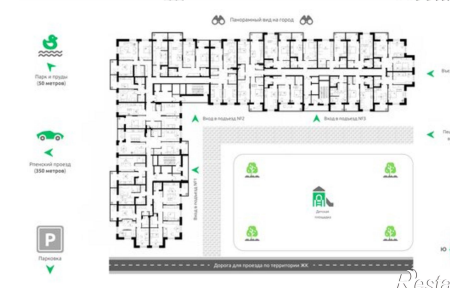 Панорамный вид на город
Парк и пруды
(50 метров)
Вход в подъезд №2
Вход в подъезд №3
Рязанский проезд
(350 метров)
Вход в подъезд №1
Детская
площадка
P
Парковка
Дорога для проезда по территории ЖК
Ю
Resta